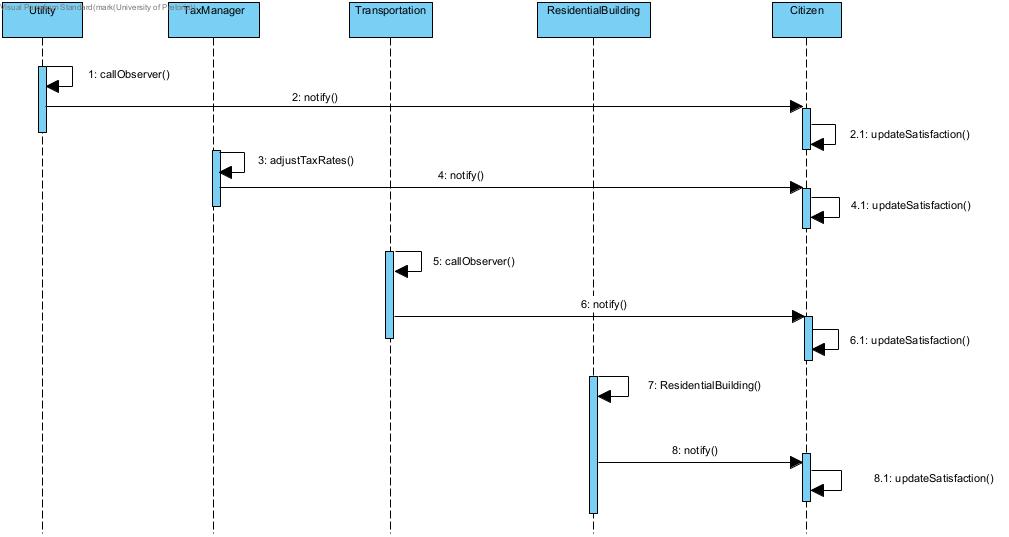 Visual Paradigm Standard(mark(University of Pretoria))
Utility
TaxManager
Transportation
ResidentialBuilding
Citizen
1: callObserver()
2: notify()
2.1: updateSatisfaction()
3: adjustTaxRates()
4: notify()
4.1: updateSatisfaction()
5: callObserver()
6: notify()
6.1: updateSatisfaction()
7: ResidentialBuilding()
8: notify()
8.1: updateSatisfaction()